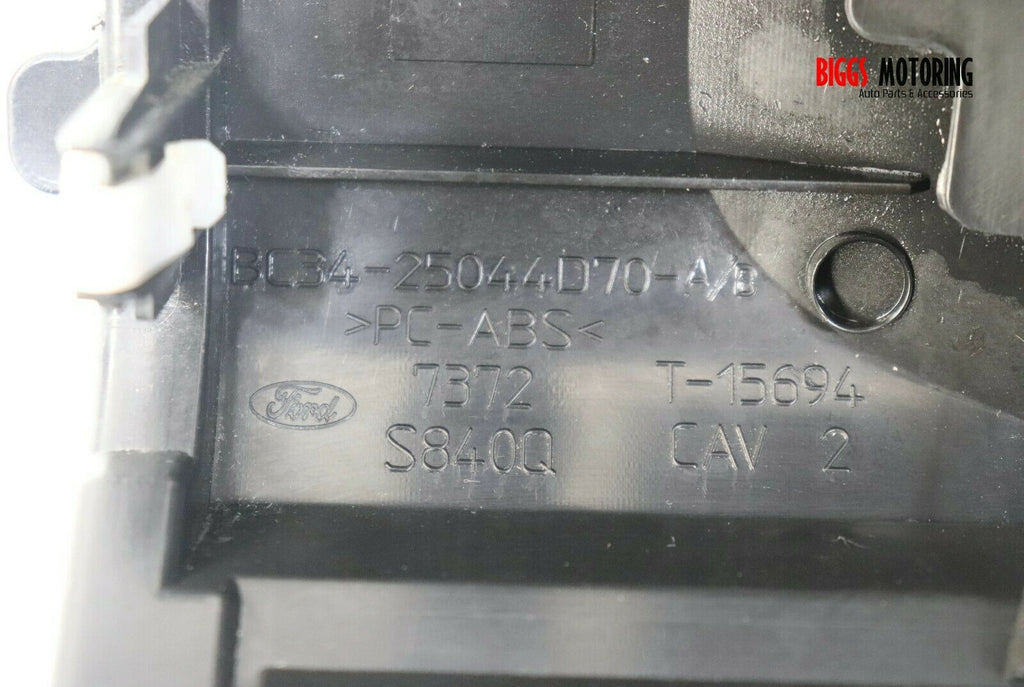 BIGGS MOTORING
Auto Parts & Accessories
BC34-25044D70-A/B
>PC-ABS<
7372 T-15694
Ford
S840Q CAV 2